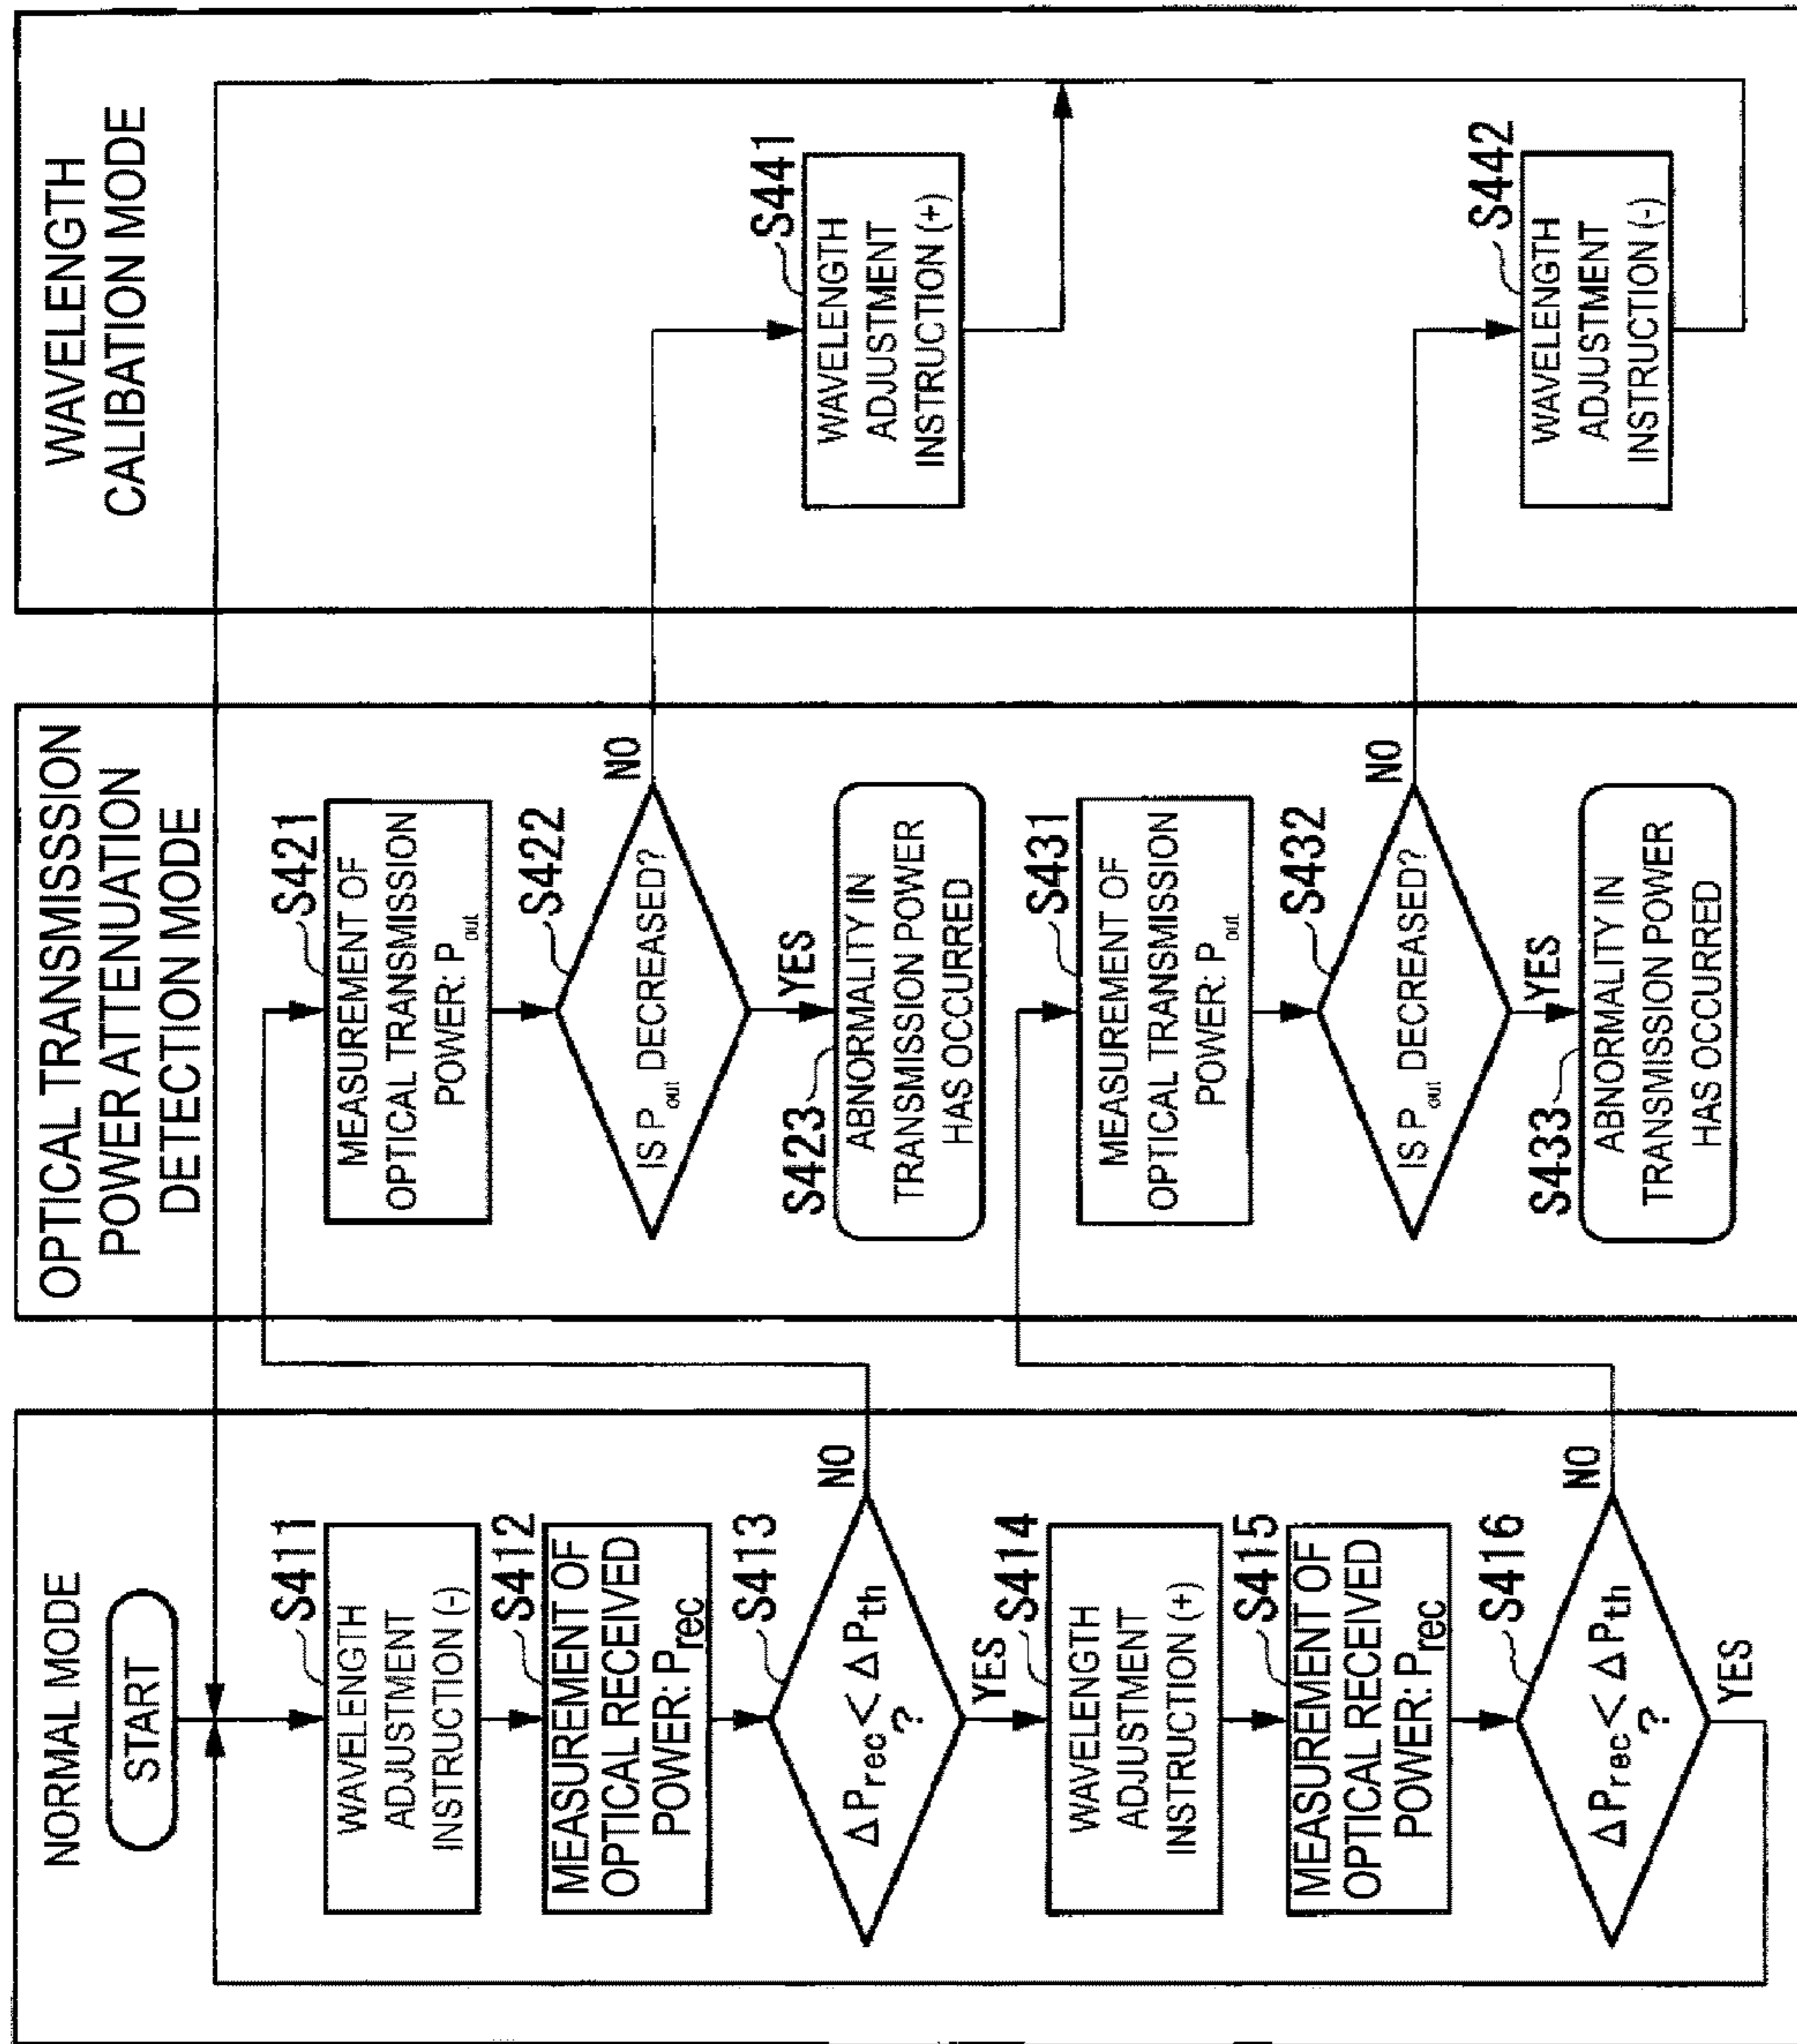 NORMAL MODE
START
S411
WAVELENGTH
ADJUSTMENT
INSTRUCTION (-)
S412
MEASUREMENT OF
OPTICAL RECEIVED
POWER: Prec
S413
ΔPrec < ΔPth
?
NO
YES
S414
WAVELENGTH
ADJUSTMENT
INSTRUCTION (+)
S415
MEASUREMENT OF
OPTICAL RECEIVED
POWER: Prec
S416
ΔPrec < ΔPth
?
NO
YES
OPTICAL TRANSMISSSION
POWER ATTENUATION
DETECTION MODE
S421
MEASUREMENT OF
OPTICAL TRANSMISSION
POWER: Pout
S422
IS Pout DECREASED?
NO
YES
S423
ABNORMALITY IN
TRANSMISSION POWER
HAS OCCURRED
S431
MEASUREMENT OF
OPTICAL TRANSMISSION
POWER: Pout
S432
IS Pout DECREASED?
NO
YES
S433
ABNORMALITY IN
TRANSMISSION POWER
HAS OCCURRED
WAVELENGTH
CALIBATION MODE
S441
WAVELENGTH
ADJUSTMENT
INSTRUCTION (+)
S442
WAVELENGTH
ADJUSTMENT
INSTRUCTION (-)